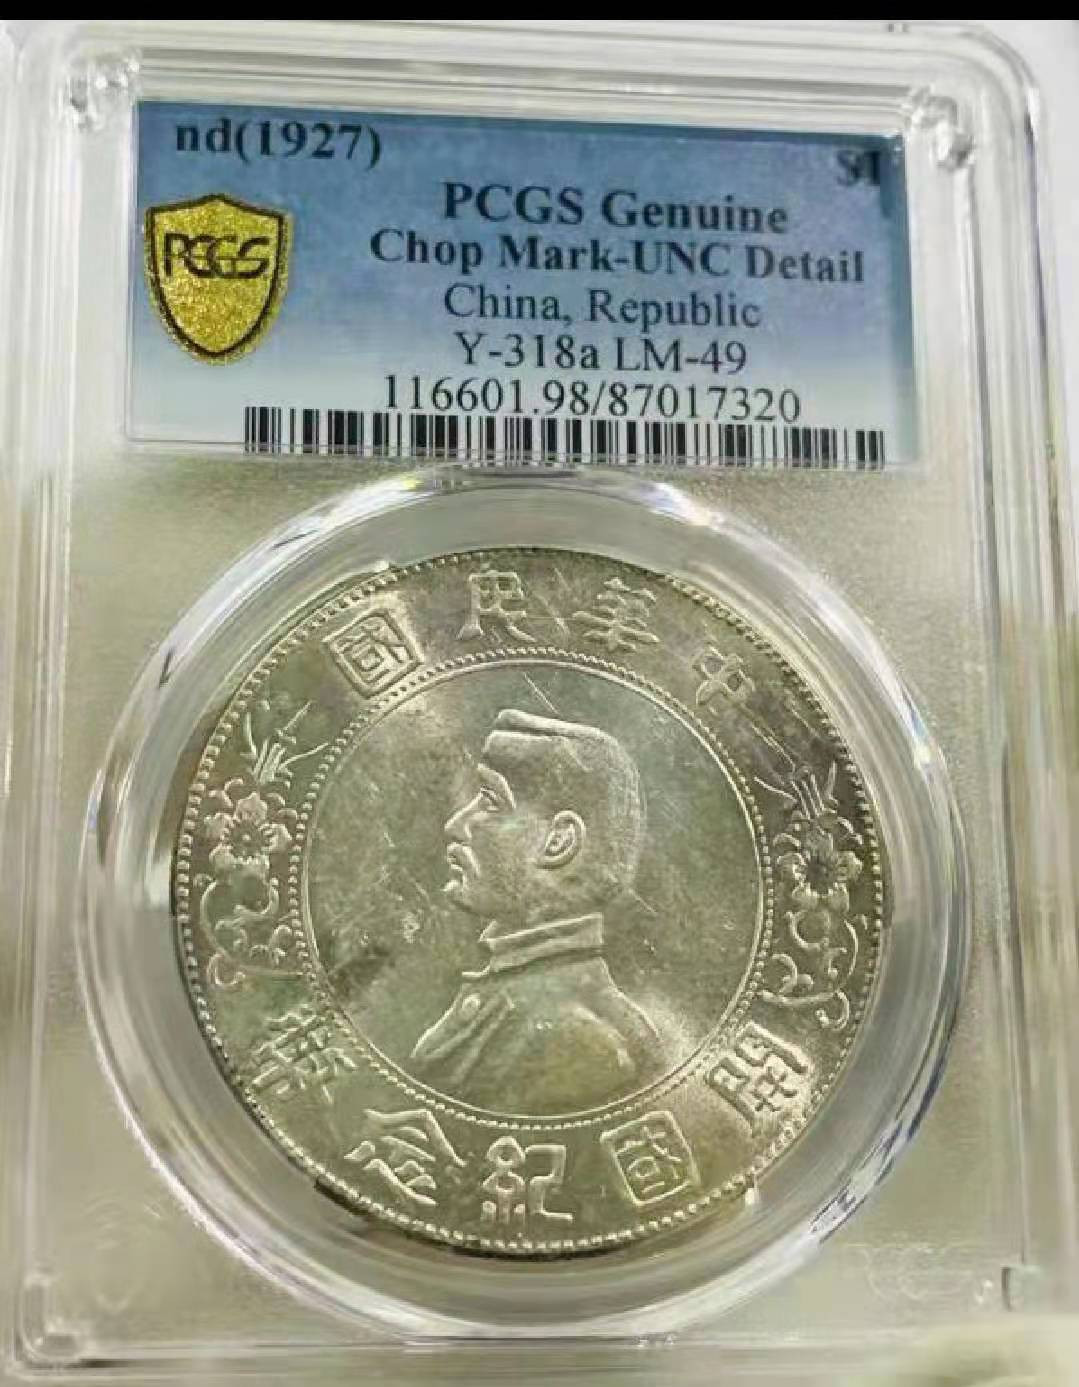 nd(1927)
$1
PCGS Genuine
Chop Mark-UNC Detail
China, Republic
Y-318a LM-49
116601.98/87017320
PCGS
國民華中
幣念紀國開